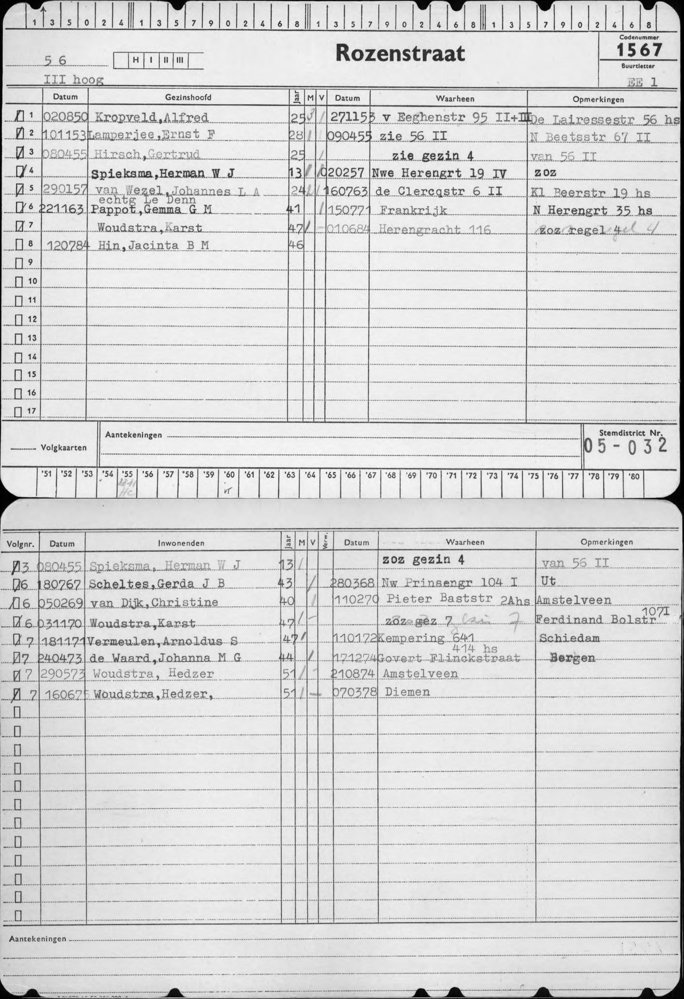 1 3 5 0 2 4 1 3 5 7 9 0 2 4 6 8 1 3 5 7 9 0 2 4 6 8 1 3 5 7 9 0 2 4 6 8
Codenummer
1567
Rozenstraat
56 H I II III
Buurtletter
III hoog EE 1
Datum Gezinshoofd Jaar M V Datum Waarheen Opmerkingen
1 020850 Kropveld,Alfred 25 3 / 271153 v Eeghenstr 95 II+III De Lairessestr 56 hs
2 101153 Lamperjee,Ernst F 28 / 090455 zie 56 II N Beetsstr 67 II
3 080455 Hirsch,Gertrud 25 / zie gezin 4 van 56 II
4 Spieksma,Herman W J 13 / / 020257 Nwe Herengrt 19 IV zoz
5 290157 van Wezel,Johannes L A 24 / / 160763 de Clercqstr 6 II Kl Beerstr 19 hs
echtg Le Denn
6 221163 Pappot,Gemma G M 41 / 150771 Frankrijk N Herengrt 35 hs
7 Woudstra,Karst 47 / - 010684 Herengracht 116 zoz regel 4
8 120784 Hin,Jacinta B M 46
9
10
11
12
13
14
15
16
17
Volgkaarten Aantekeningen Stemdistrict Nr.
05-032
'51 '52 '53 '54 '55 '56 '57 '58 '59 '60 '61 '62 '63 '64 '65 '66 '67 '68 '69 '70 '71 '72 '73 '74 '75 '76 '77 '78 '79 '80
Volgnr. Datum Inwonenden Jaar M V Verw. Datum Waarheen Opmerkingen
3 080455 Spieksma, Herman W J 13 / zoz gezin 4 van 56 II
6 180767 Scheltes,Gerda J B 43 / 280368 Nw Prinsengr 104 I Ut
6 050269 van Dijk,Christine 40 / 110270 Pieter Baststr 2Ahs Amstelveen
107I
6 031170 Woudstra,Karst 47 / - zoz gez 7 Ferdinand Bolstr
7 181171 Vermeulen,Arnoldus S 47 / 110172 Kempering 641 Schiedam
414 hs
7 240473 de Waard,Johanna M G 44 / 171274 Govert Flinckstraat Bergen
7 290573 Woudstra, Hedzer 51 / - 210874 Amstelveen
7 160675 Woudstra,Hedzer, 51 / - 070378 Diemen
Aantekeningen